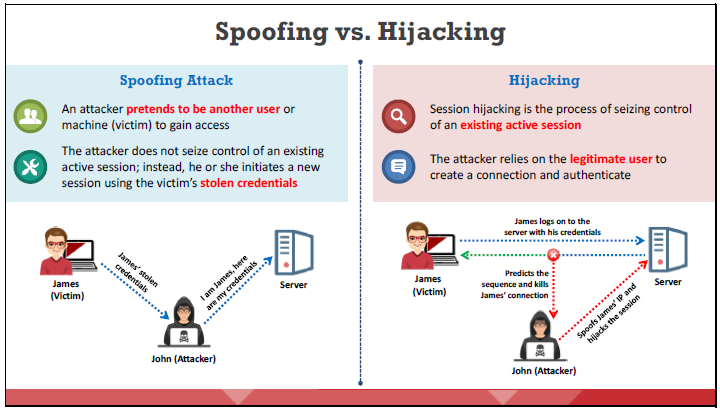 Spoofing vs. Hijacking
Spoofing Attack
An attacker pretends to be another user or
machine (victim) to gain access
The attacker does not seize control of an existing
active session; instead, he or she initiates a new
session using the victim's stolen credentials
James' stolen
credentials
I am James, here
are my credentials
James
(Victim)
Server
John (Attacker)
Hijacking
Session hijacking is the process of seizing control
of an existing active session
The attacker relies on the legitimate user to
create a connection and authenticate
James logs on to the
server with his credentials
James
(Victim)
Predicts the
sequence and kills
James' connection
Server
Spoofs James' IP and
hijacks the session
John (Attacker)